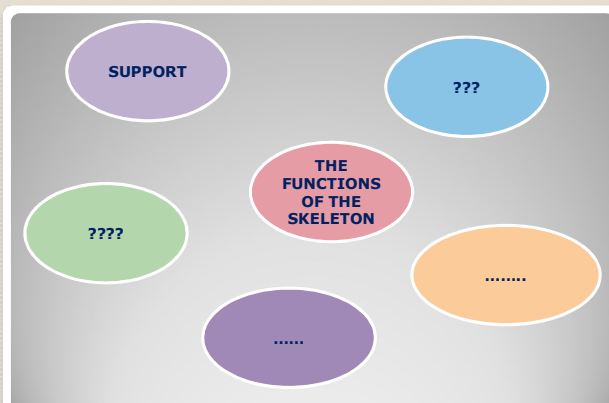 SUPPORT
???
THE
FUNCTIONS
OF THE
SKELETON
????
........
......